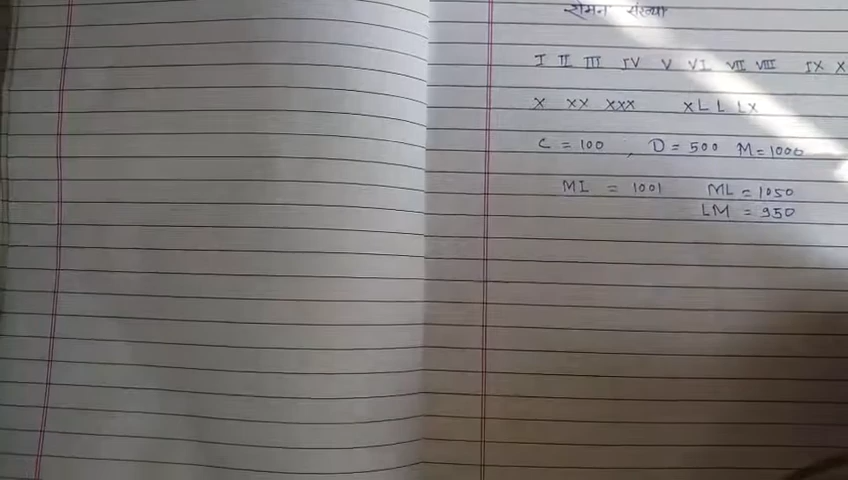 रोमन संख्या
I II III IV V VI VII VIII IX X
X XX XXX XL L LX
C = 100 , D = 500 M = 1000
MI = 1001 ML = 1050
LM = 950